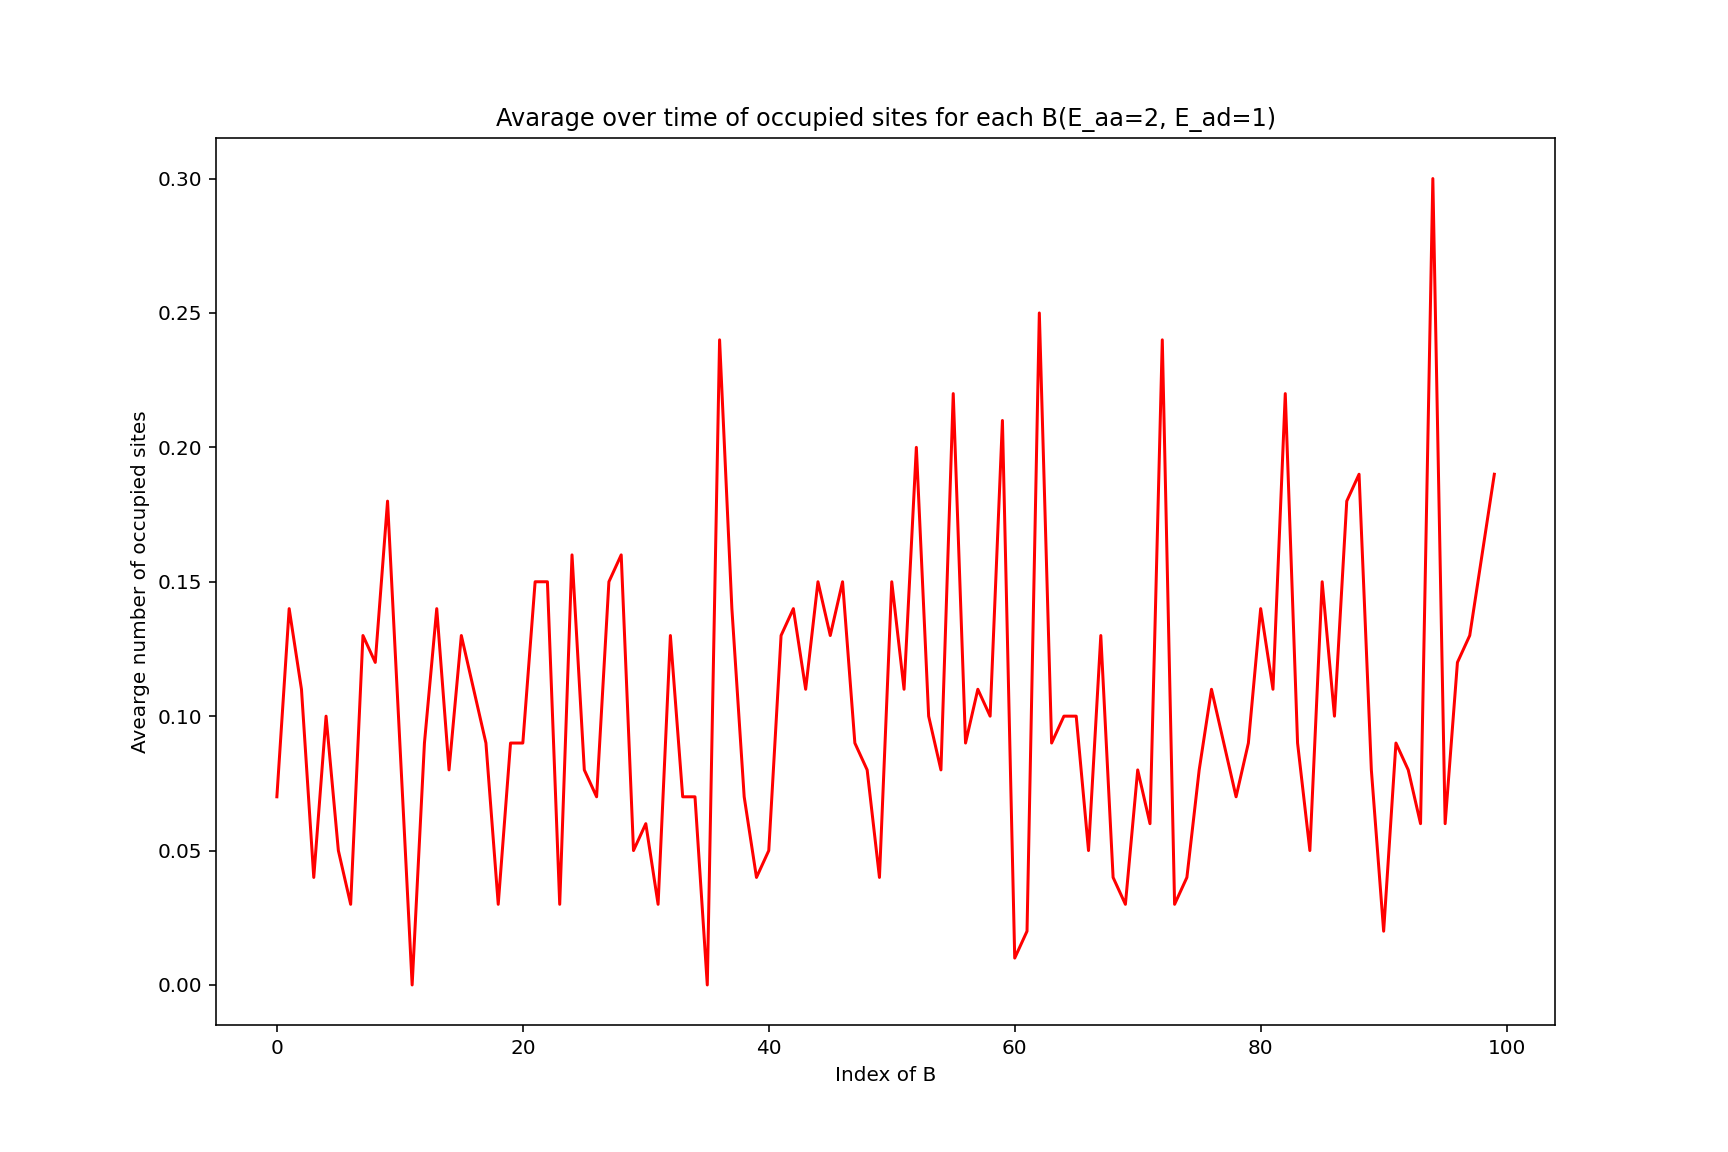 Avarage over time of occupied sites for each B(E_aa=2, E_ad=1)
Avearge number of occupied sites
0.30
0.25
0.20
0.15
0.10
0.05
0.00
0 20 40 60 80 100
Index of B